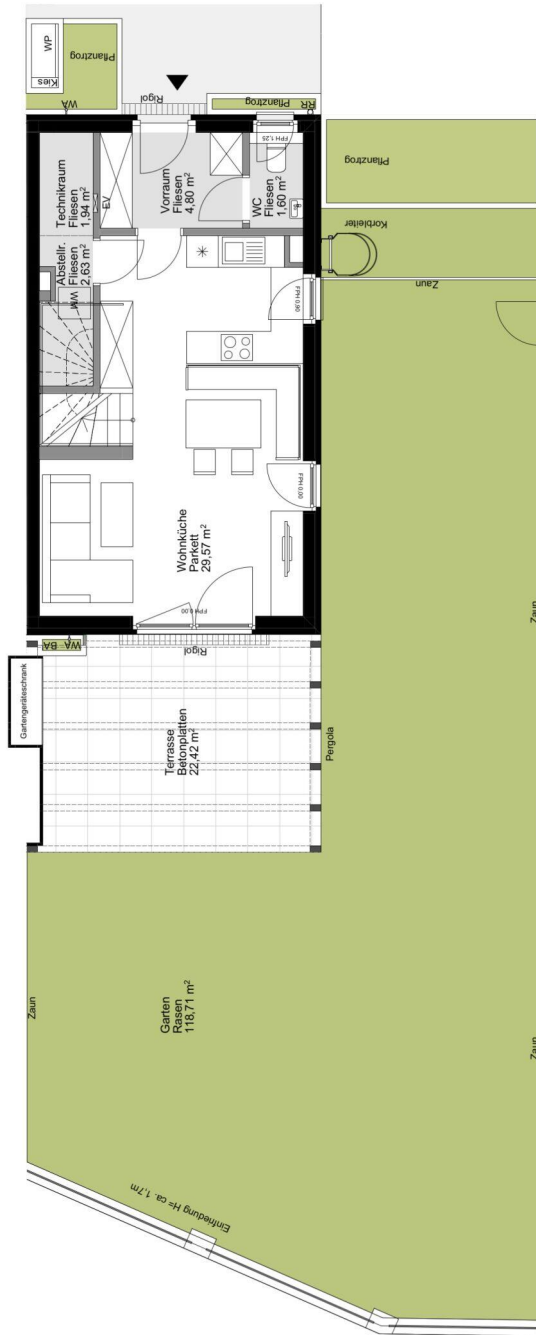 WP
Kies
Pflanztrog
WA
Rigol
Pflanztrog
RR
Technikraum
Fliesen
1,94 m²
EV
Vorraum
Fliesen
4,80 m²
FPH 1,25
WC
Fliesen
1,60 m²
Pflanztrog
Abstellr.
Fliesen
2,63 m²
WM
Korbleiter
Zaun
FPH 0,90
FPH 0,00
Wohnküche
Parkett
29,57 m²
FPH 0,00
WA BA
Rigol
Gartengeräteschrank
Terrasse
Betonplatten
22,42 m²
Pergola
Zaun
Zaun
Garten
Rasen
118,71 m²
Zaun
Einfriedung H= ca. 1,7m